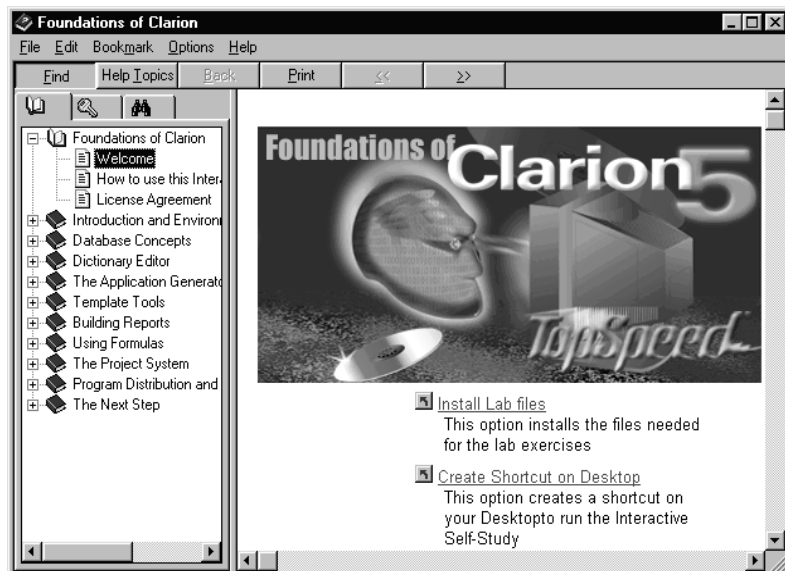 Foundations of Clarion
File Edit Bookmark Options Help
Find Help Topics Back Print << >>
Foundations of Clarion
Welcome
How to use this Inter
License Agreement
Introduction and Environ
Database Concepts
Dictionary Editor
The Application Generato
Template Tools
Building Reports
Using Formulas
The Project System
Program Distribution and
The Next Step
Foundations of
Clarion 5
TopSpeed
Install Lab files
This option installs the files needed
for the lab exercises
Create Shortcut on Desktop
This option creates a shortcut on
your Desktopto run the Interactive
Self-Study